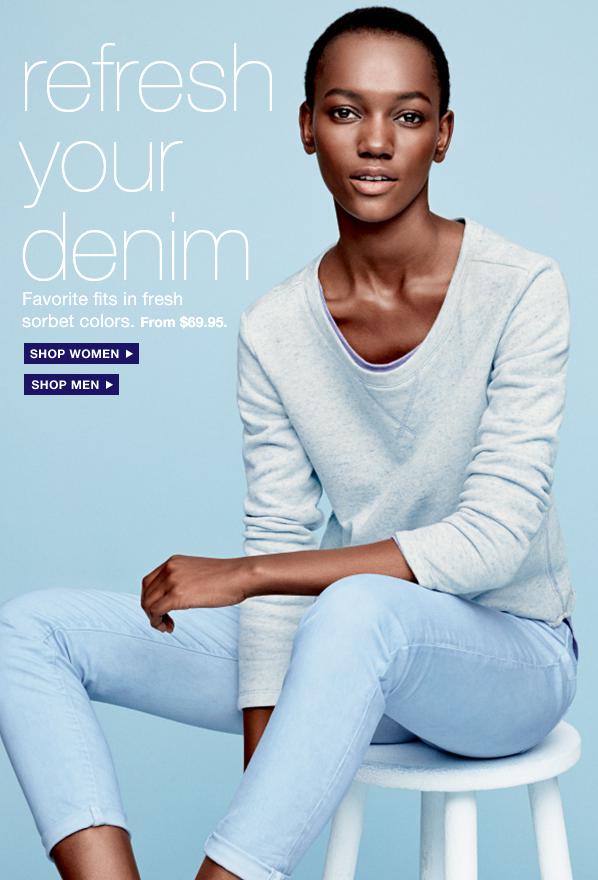 refresh
your
denim
Favorite fits in fresh
sorbet colors. From $69.95.
SHOP WOMEN ▶
SHOP MEN ▶